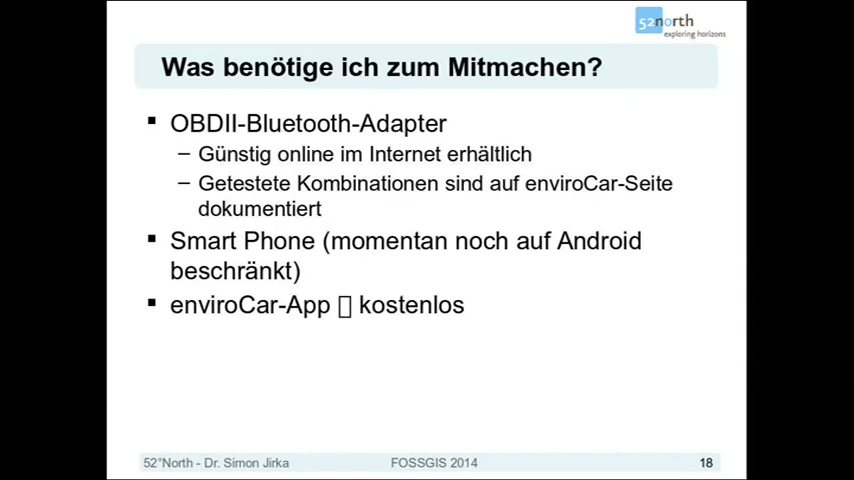 52north
exploring horizons
Was benötige ich zum Mitmachen?
▪ OBDII-Bluetooth-Adapter
– Günstig online im Internet erhältlich
– Getestete Kombinationen sind auf enviroCar-Seite
dokumentiert
▪ Smart Phone (momentan noch auf Android
beschränkt)
▪ enviroCar-App ▯ kostenlos
52°North - Dr. Simon Jirka FOSSGIS 2014 18